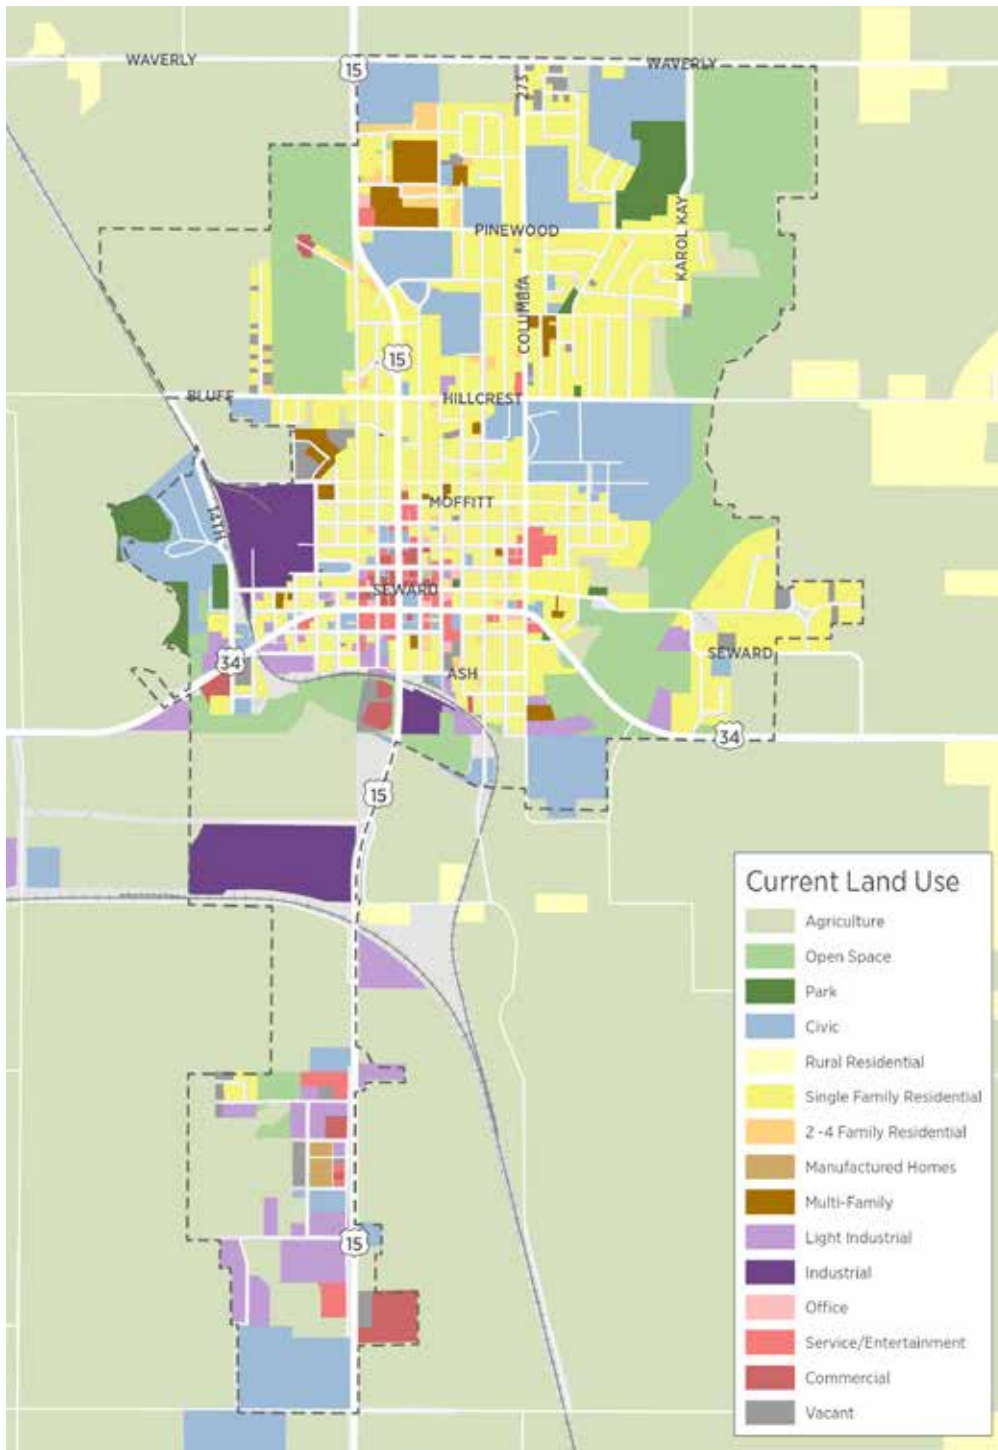 WAVERLY
15
WAVERLY
273
PINEWOOD
KAROL KAY
COLUMBIA
15
BLUFF
HILLCREST
MOFFITT
14TH
SEWARD
34
SEWARD
ASH
34
15
15
Current Land Use
Agriculture
Open Space
Park
Civic
Rural Residential
Single Family Residential
2 -4 Family Residential
Manufactured Homes
Multi-Family
Light Industrial
Industrial
Office
Service/Entertainment
Commercial
Vacant